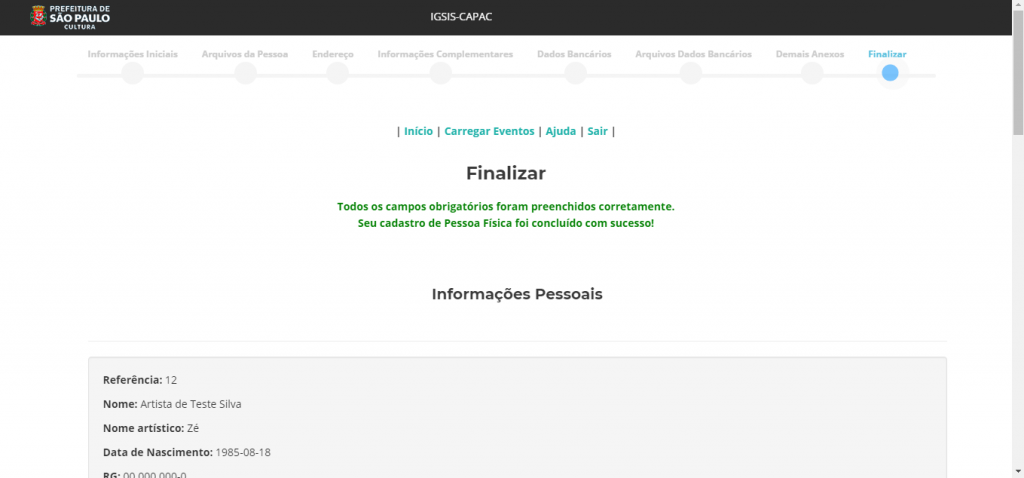 PREFEITURA DE
SÃO PAULO
CULTURA
IGSIS-CAPAC
Informações Iniciais Arquivos da Pessoa Endereço Informações Complementares Dados Bancários Arquivos Dados Bancários Demais Anexos Finalizar
| Início | Carregar Eventos | Ajuda | Sair |
Finalizar
Todos os campos obrigatórios foram preenchidos corretamente.
Seu cadastro de Pessoa Física foi concluído com sucesso!
Informações Pessoais
Referência: 12
Nome: Artista de Teste Silva
Nome artístico: Zé
Data de Nascimento: 1985-08-18
RG: 00.000.000-0